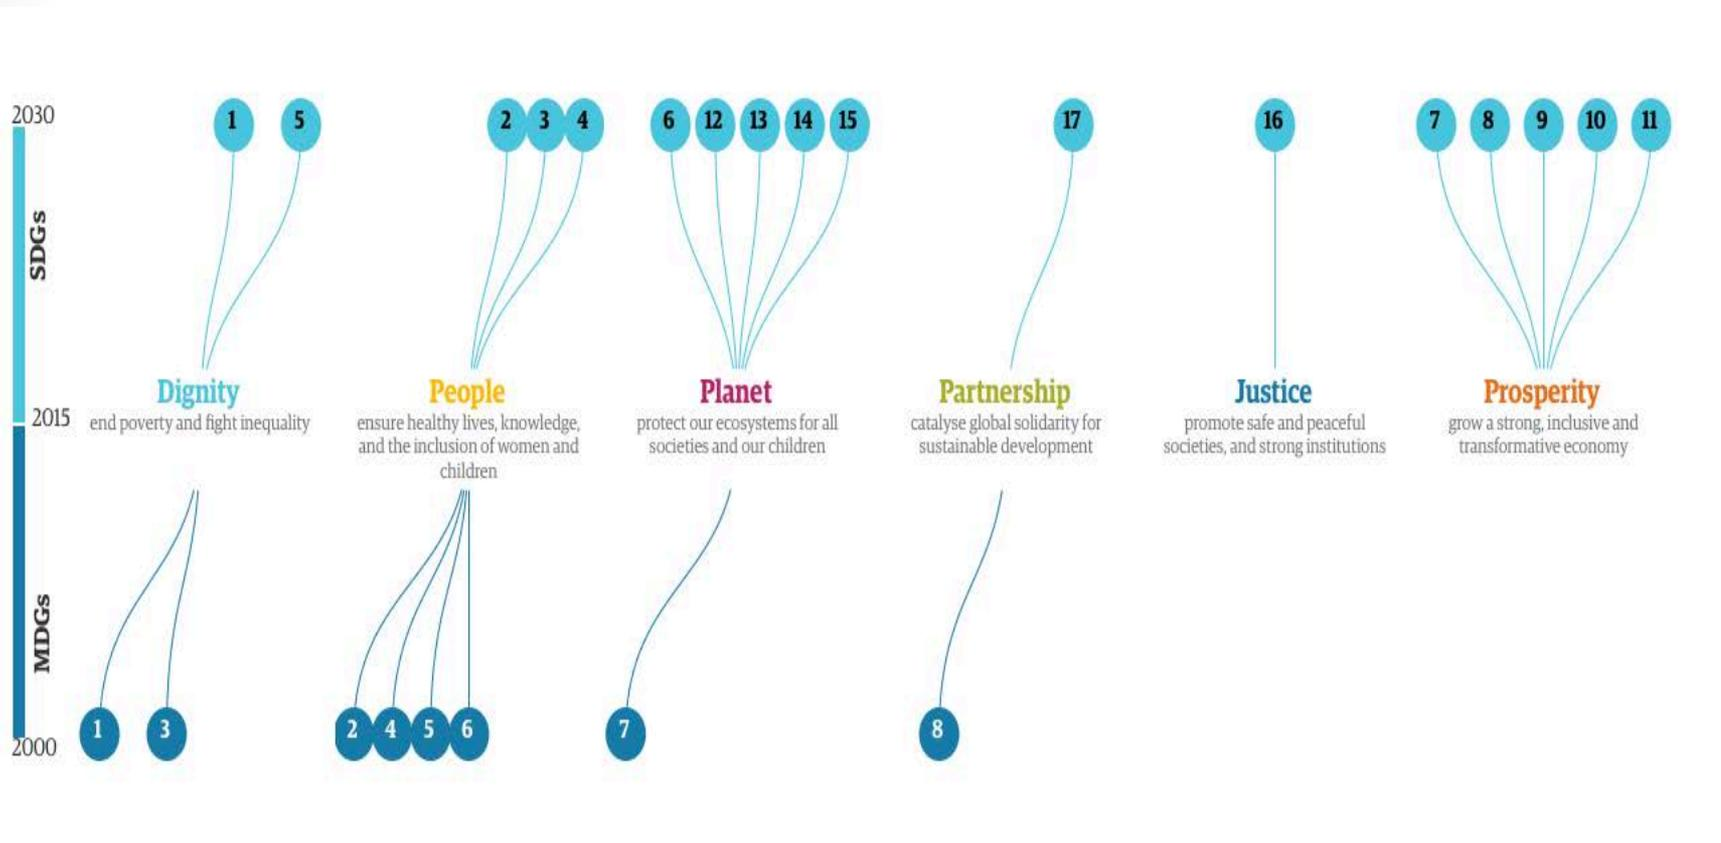 2030
1 5 2 3 4 6 12 13 14 15 17 16 7 8 9 10 11
SDGs
Dignity People Planet Partnership Justice Prosperity
2015
end poverty and fight inequality
ensure healthy lives, knowledge,
and the inclusion of women and
children
protect our ecosystems for all
societies and our children
catalyse global solidarity for
sustainable development
promote safe and peaceful
societies, and strong institutions
grow a strong, inclusive and
transformative economy
MDGs
1 3 2 4 5 6 7 8
2000